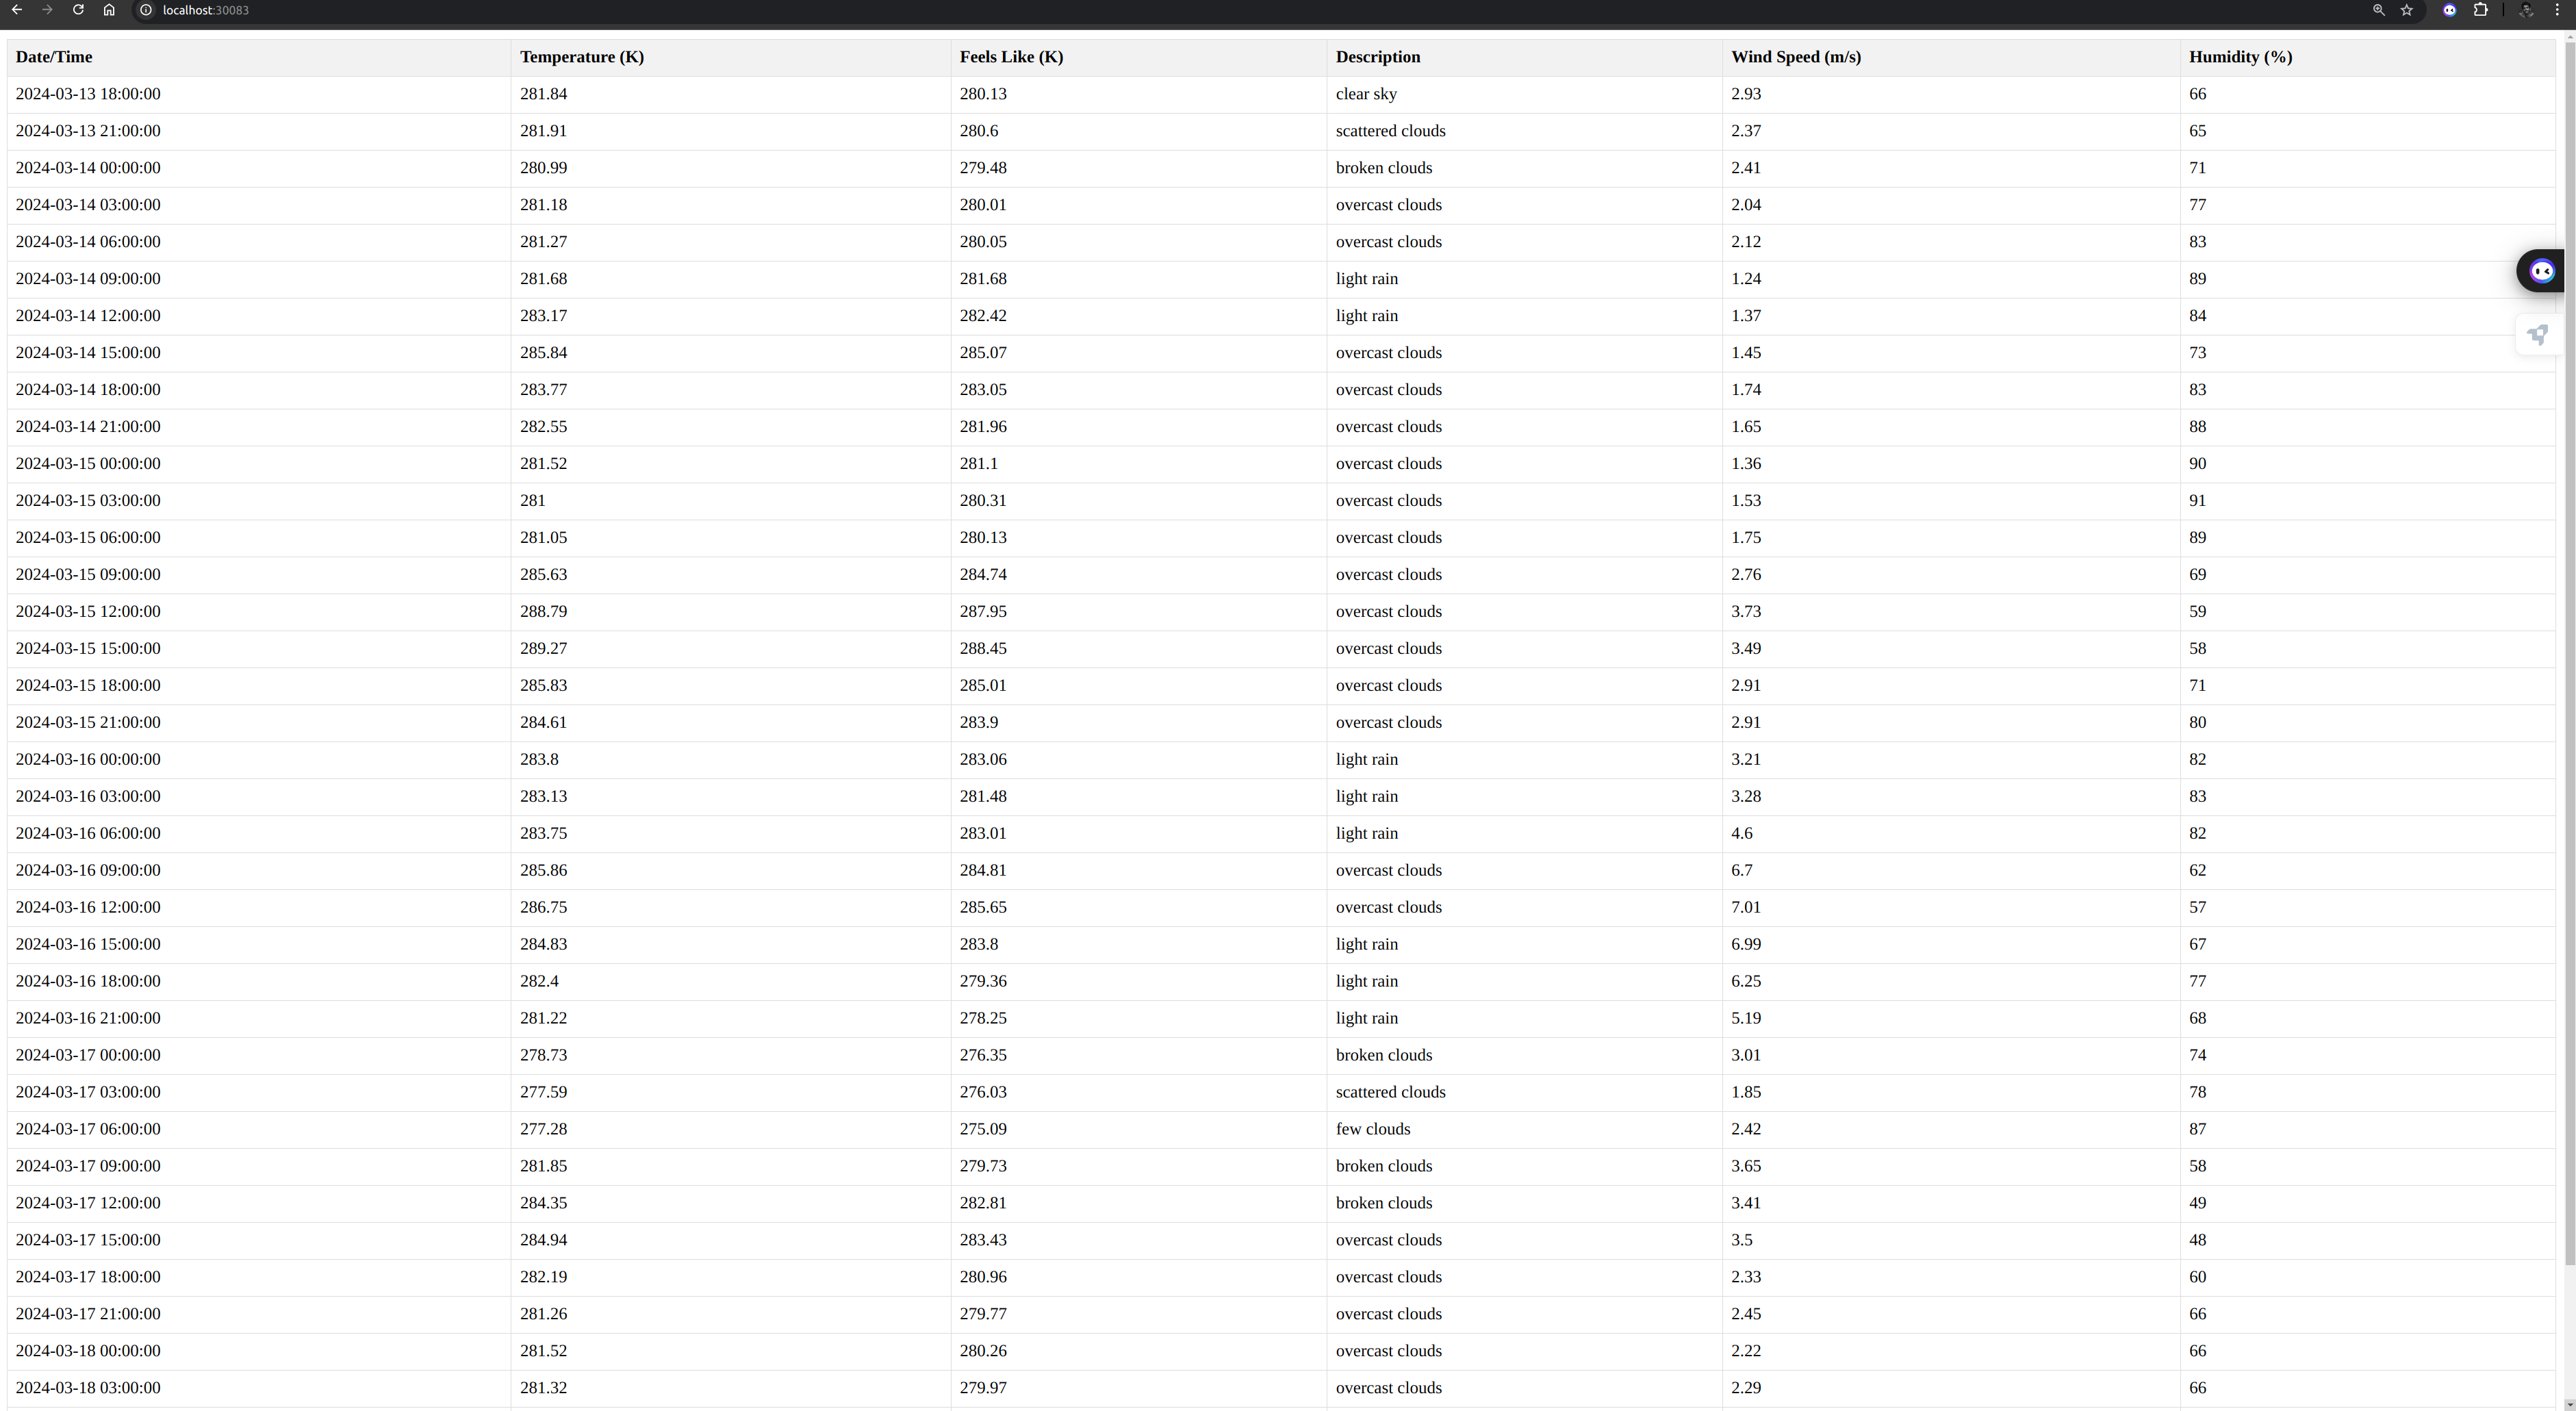 localhost:30083
Date/Time Temperature (K) Feels Like (K) Description Wind Speed (m/s) Humidity (%)
2024-03-13 18:00:00 281.84 280.13 clear sky 2.93 66
2024-03-13 21:00:00 281.91 280.6 scattered clouds 2.37 65
2024-03-14 00:00:00 280.99 279.48 broken clouds 2.41 71
2024-03-14 03:00:00 281.18 280.01 overcast clouds 2.04 77
2024-03-14 06:00:00 281.27 280.05 overcast clouds 2.12 83
2024-03-14 09:00:00 281.68 281.68 light rain 1.24 89
2024-03-14 12:00:00 283.17 282.42 light rain 1.37 84
2024-03-14 15:00:00 285.84 285.07 overcast clouds 1.45 73
2024-03-14 18:00:00 283.77 283.05 overcast clouds 1.74 83
2024-03-14 21:00:00 282.55 281.96 overcast clouds 1.65 88
2024-03-15 00:00:00 281.52 281.1 overcast clouds 1.36 90
2024-03-15 03:00:00 281 280.31 overcast clouds 1.53 91
2024-03-15 06:00:00 281.05 280.13 overcast clouds 1.75 89
2024-03-15 09:00:00 285.63 284.74 overcast clouds 2.76 69
2024-03-15 12:00:00 288.79 287.95 overcast clouds 3.73 59
2024-03-15 15:00:00 289.27 288.45 overcast clouds 3.49 58
2024-03-15 18:00:00 285.83 285.01 overcast clouds 2.91 71
2024-03-15 21:00:00 284.61 283.9 overcast clouds 2.91 80
2024-03-16 00:00:00 283.8 283.06 light rain 3.21 82
2024-03-16 03:00:00 283.13 281.48 light rain 3.28 83
2024-03-16 06:00:00 283.75 283.01 light rain 4.6 82
2024-03-16 09:00:00 285.86 284.81 overcast clouds 6.7 62
2024-03-16 12:00:00 286.75 285.65 overcast clouds 7.01 57
2024-03-16 15:00:00 284.83 283.8 light rain 6.99 67
2024-03-16 18:00:00 282.4 279.36 light rain 6.25 77
2024-03-16 21:00:00 281.22 278.25 light rain 5.19 68
2024-03-17 00:00:00 278.73 276.35 broken clouds 3.01 74
2024-03-17 03:00:00 277.59 276.03 scattered clouds 1.85 78
2024-03-17 06:00:00 277.28 275.09 few clouds 2.42 87
2024-03-17 09:00:00 281.85 279.73 broken clouds 3.65 58
2024-03-17 12:00:00 284.35 282.81 broken clouds 3.41 49
2024-03-17 15:00:00 284.94 283.43 overcast clouds 3.5 48
2024-03-17 18:00:00 282.19 280.96 overcast clouds 2.33 60
2024-03-17 21:00:00 281.26 279.77 overcast clouds 2.45 66
2024-03-18 00:00:00 281.52 280.26 overcast clouds 2.22 66
2024-03-18 03:00:00 281.32 279.97 overcast clouds 2.29 66